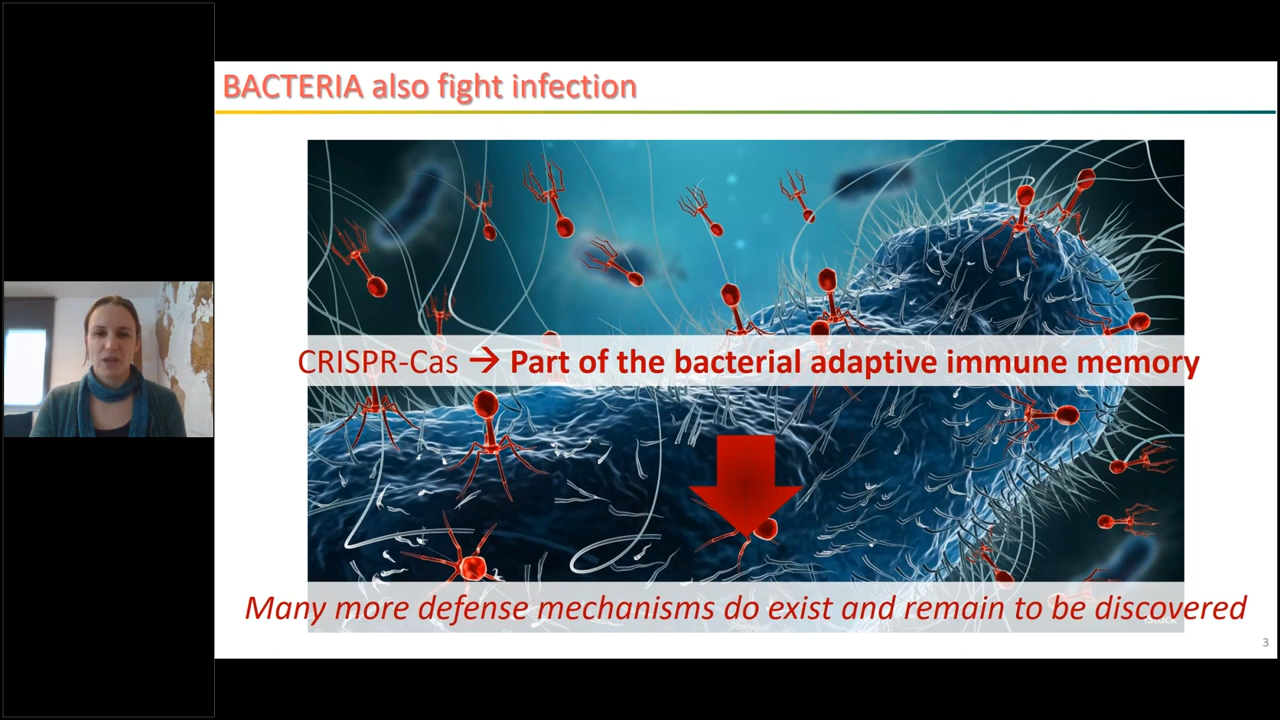 BACTERIA also fight infection
CRISPR-Cas → Part of the bacterial adaptive immune memory
Many more defense mechanisms do exist and remain to be discovered
3